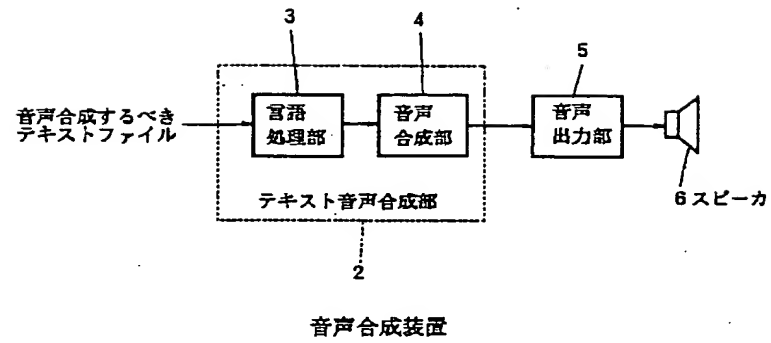 3
4
5
音声合成するべき
テキストファイル
言語
処理部
音声
合成部
音声
出力部
6スピーカ
テキスト音声合成部
2
音声合成装置